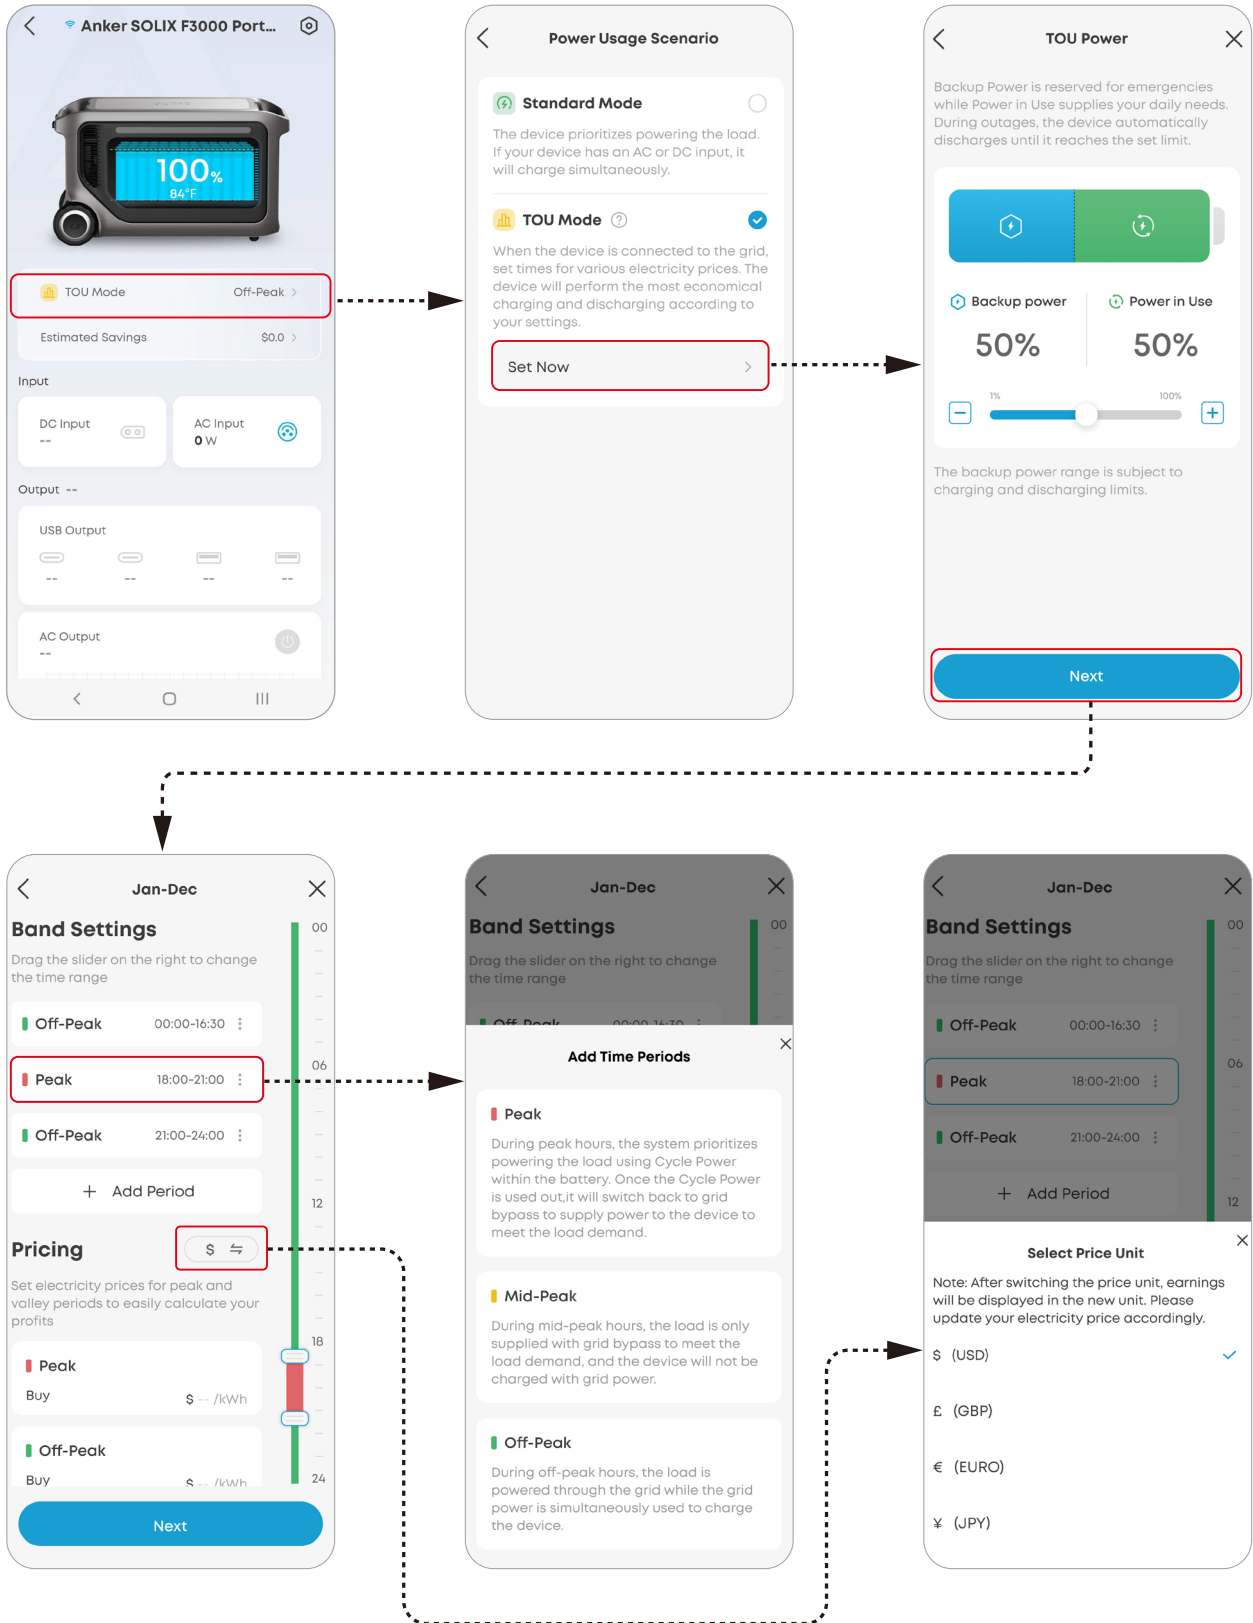 Anker SOLIX F3000 Port...
100%
84°F
TOU Mode Off-Peak
Estimated Savings $0.0
Input
DC Input
--
AC Input
0 W
Output --
USB Output
-- -- -- --
AC Output
--
Power Usage Scenario
Standard Mode
The device prioritizes powering the load.
If your device has an AC or DC input, it
will charge simultaneously.
TOU Mode ?
When the device is connected to the grid,
set times for various electricity prices. The
device will perform the most economical
charging and discharging according to
your settings.
Set Now
TOU Power
Backup Power is reserved for emergencies
while Power in Use supplies your daily needs.
During outages, the device automatically
discharges until it reaches the set limit.
Backup power Power in Use
50% 50%
1% 100%
The backup power range is subject to
charging and discharging limits.
Next
Jan-Dec
Band Settings
Drag the slider on the right to change
the time range
Off-Peak 00:00-16:30
Peak 18:00-21:00
Off-Peak 21:00-24:00
+ Add Period
Pricing $
Set electricity prices for peak and
valley periods to easily calculate your
profits
Peak
Buy $ -- /kWh
Off-Peak
Buy $ -- /kWh
Next
00
06
12
18
24
Jan-Dec
Band Settings
Drag the slider on the right to change
the time range
Off-Peak 00:00-16:30
00
Add Time Periods
Peak
During peak hours, the system prioritizes
powering the load using Cycle Power
within the battery. Once the Cycle Power
is used out,it will switch back to grid
bypass to supply power to the device to
meet the load demand.
Mid-Peak
During mid-peak hours, the load is only
supplied with grid bypass to meet the
load demand, and the device will not be
charged with grid power.
Off-Peak
During off-peak hours, the load is
powered through the grid while the grid
power is simultaneously used to charge
the device.
Jan-Dec
Band Settings
Drag the slider on the right to change
the time range
Off-Peak 00:00-16:30
Peak 18:00-21:00
Off-Peak 21:00-24:00
+ Add Period
00
06
12
Select Price Unit
Note: After switching the price unit, earnings
will be displayed in the new unit. Please
update your electricity price accordingly.
$ (USD)
£ (GBP)
€ (EURO)
¥ (JPY)